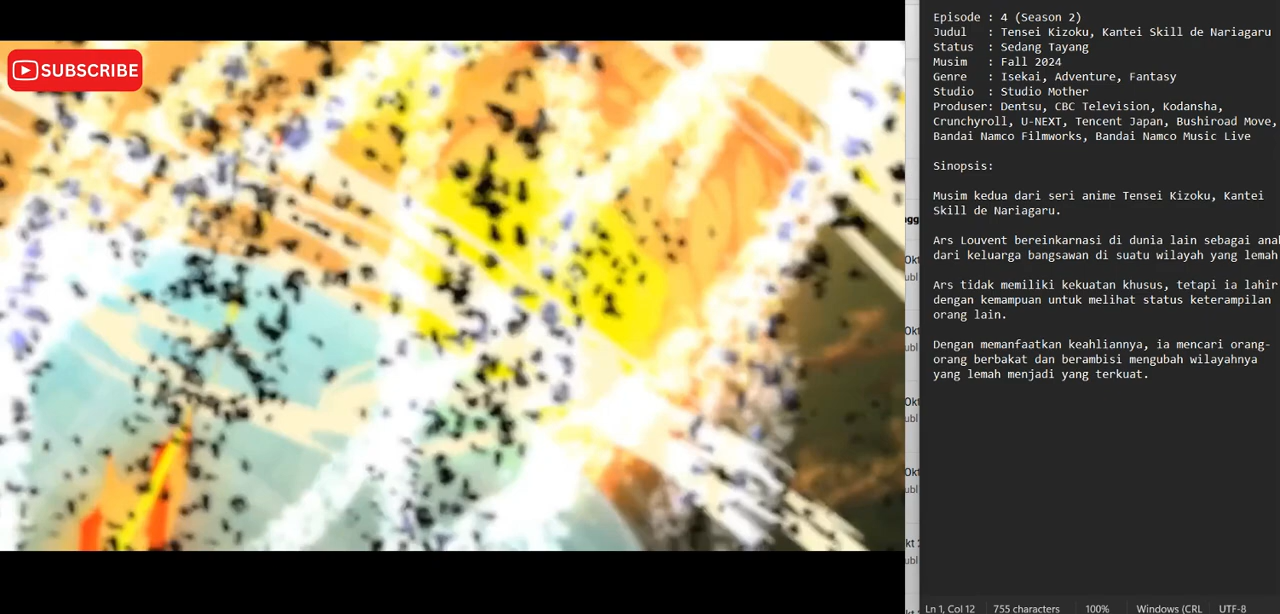 SUBSCRIBE
Episode : 4 (Season 2)
Judul   : Tensei Kizoku, Kantei Skill de Nariagaru
Status  : Sedang Tayang
Musim   : Fall 2024
Genre   : Isekai, Adventure, Fantasy
Studio  : Studio Mother
Produser: Dentsu, CBC Television, Kodansha,
Crunchyroll, U-NEXT, Tencent Japan, Bushiroad Move,
Bandai Namco Filmworks, Bandai Namco Music Live
Sinopsis:
Musim kedua dari seri anime Tensei Kizoku, Kantei
Skill de Nariagaru.
Ars Louvent bereinkarnasi di dunia lain sebagai
dari keluarga bangsawan di suatu wilayah yang lemah
Ars tidak memiliki kekuatan khusus, tetapi ia lahir
dengan kemampuan untuk melihat status keterampilan
orang lain.
Dengan memanfaatkan keahliannya, ia mencari orang-
orang berbakat dan berambisi mengubah wilayahnya
yang lemah menjadi yang terkuat.
Ln 1, Col 12 755 characters 100% Windows (CRL UTF-8